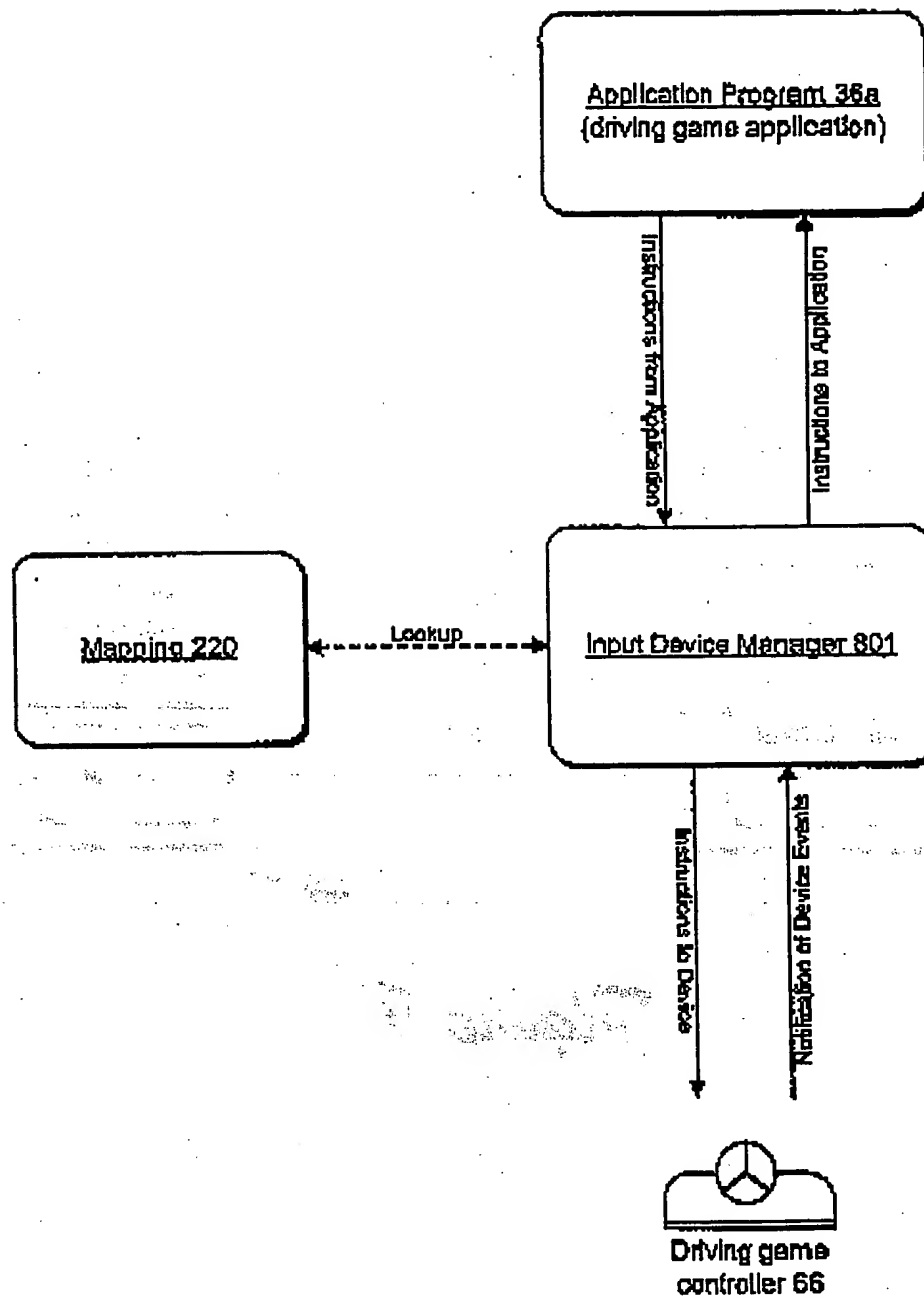 Application Program 36a
(driving game application)
Instructions from Application
Instructions to Application
Mapping 220
Lookup
Input Device Manager 801
Instructions to Device
Notification of Device Events
Driving game
controller 66